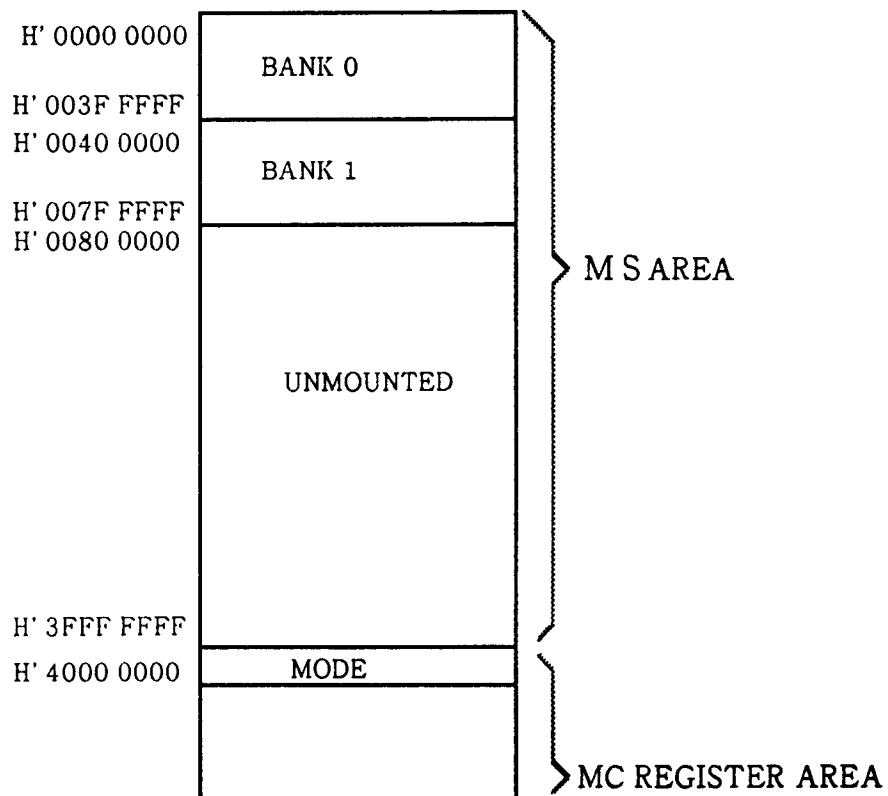 H' 0000 0000
BANK 0
H' 003F FFFF
H' 0040 0000
BANK 1
H' 007F FFFF
H' 0080 0000
M S AREA
UNMOUNTED
H' 3FFF FFFF
H' 4000 0000
MODE
MC REGISTER AREA